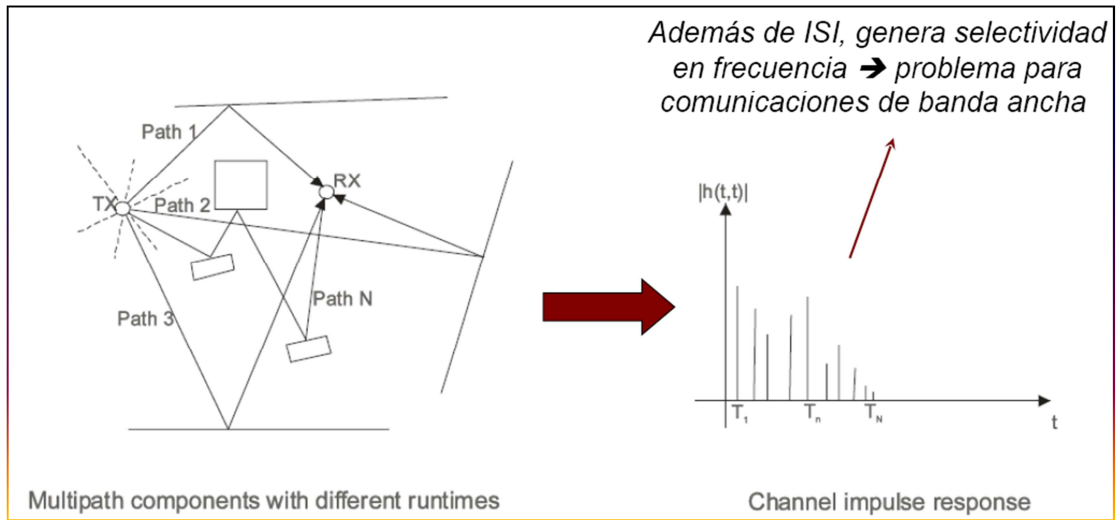 Además de ISI, genera selectividad
en frecuencia ➔ problema para
comunicaciones de banda ancha
Path 1
RX
TX
Path 2
Path N
Path 3
|h(t,t)|
T₁
Tₙ
T_N
t
Multipath components with different runtimes
Channel impulse response